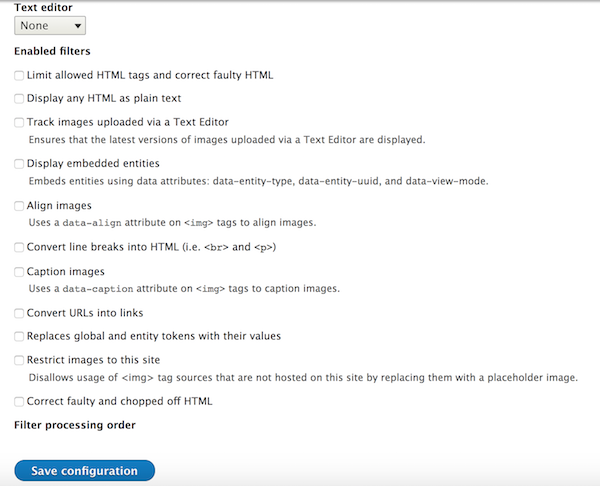 Text editor
None
Enabled filters
Limit allowed HTML tags and correct faulty HTML
Display any HTML as plain text
Track images uploaded via a Text Editor
Ensures that the latest versions of images uploaded via a Text Editor are displayed.
Display embedded entities
Embeds entities using data attributes: data-entity-type, data-entity-uuid, and data-view-mode.
Align images
Uses a data-align attribute on <img> tags to align images.
Convert line breaks into HTML (i.e. <br> and <p>)
Caption images
Uses a data-caption attribute on <img> tags to caption images.
Convert URLs into links
Replaces global and entity tokens with their values
Restrict images to this site
Disallows usage of <img> tag sources that are not hosted on this site by replacing them with a placeholder image.
Correct faulty and chopped off HTML
Filter processing order
Save configuration